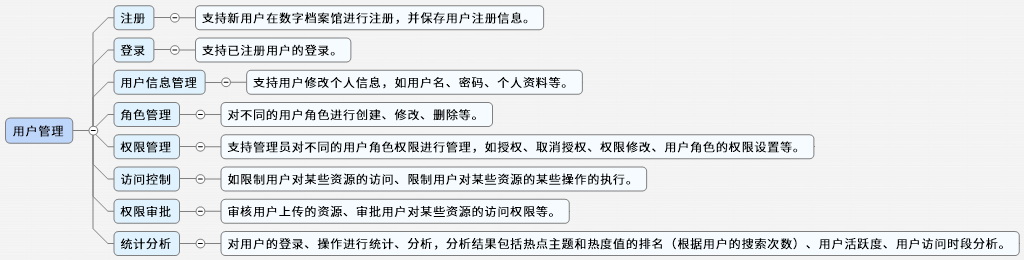 注册
支持新用户在数字档案馆进行注册，并保存用户注册信息。
登录
支持已注册用户的登录。
用户信息管理
支持用户修改个人信息，如用户名、密码、个人资料等。
角色管理
对不同的用户角色进行创建、修改、删除等。
用户管理
权限管理
支持管理员对不同的用户角色权限进行管理，如授权、取消授权、权限修改、用户角色的权限设置等。
访问控制
如限制用户对某些资源的访问、限制用户对某些资源的某些操作的执行。
权限审批
审核用户上传的资源、审批用户对某些资源的访问权限等。
统计分析
对用户的登录、操作进行统计、分析，分析结果包括热点主题和热度值的排名（根据用户的搜索次数）、用户活跃度、用户访问时段分析。